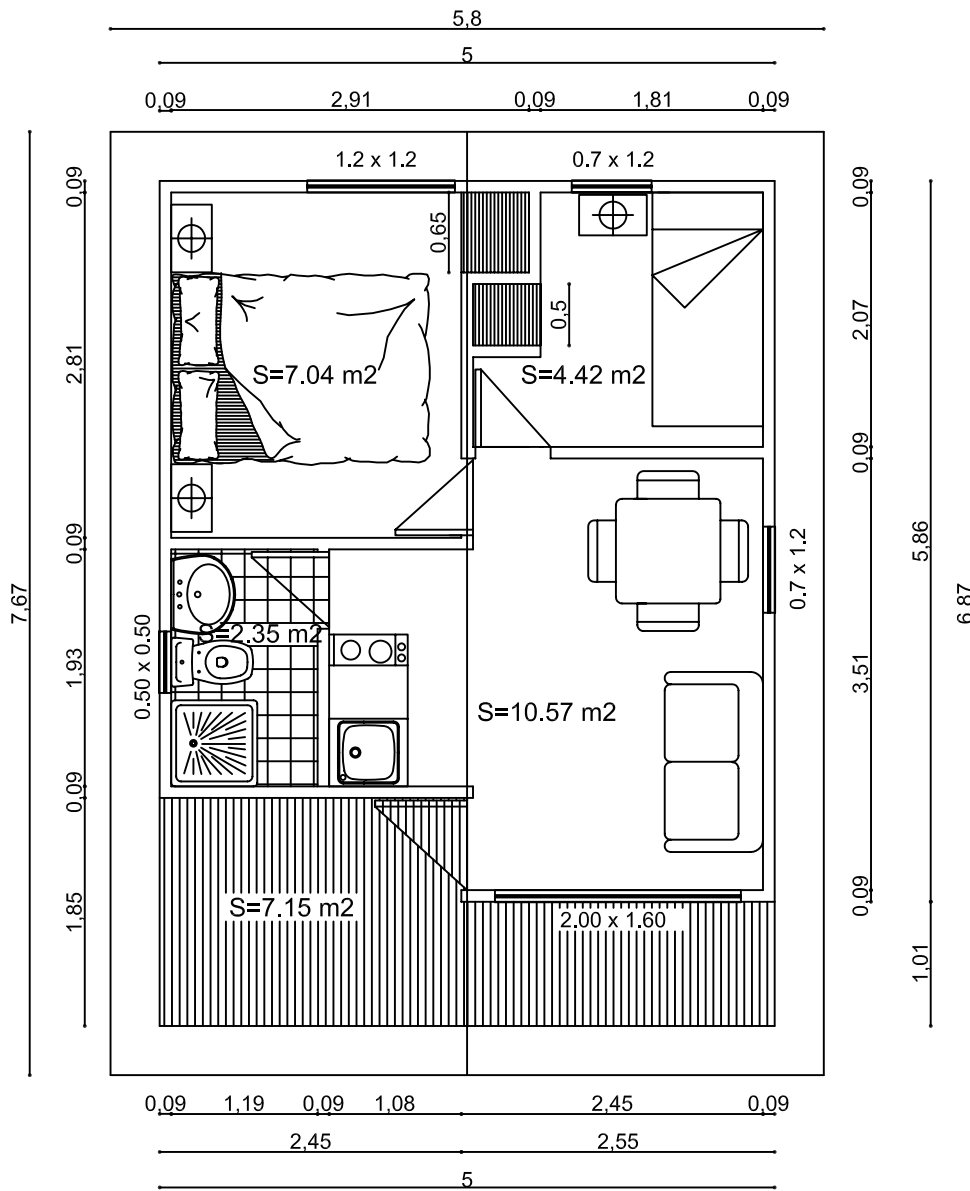 5,8
5
0,09 2,91 0,09 1,81 0,09
1.2 x 1.2 0.7 x 1.2
0,09
0,65
0,5
2,81
S=7.04 m2
S=4.42 m2
0,09
2,07
0,09
0,09
7,67
0.50 x 0.50
1,93
S=2.35 m2
0.7 x 1.2
5,86
6,87
3,51
S=10.57 m2
0,09
0,09
1,85
S=7.15 m2
2.00 x 1.60
1,01
0,09 1,19 0,09 1,08 2,45 0,09
2,45 2,55
5